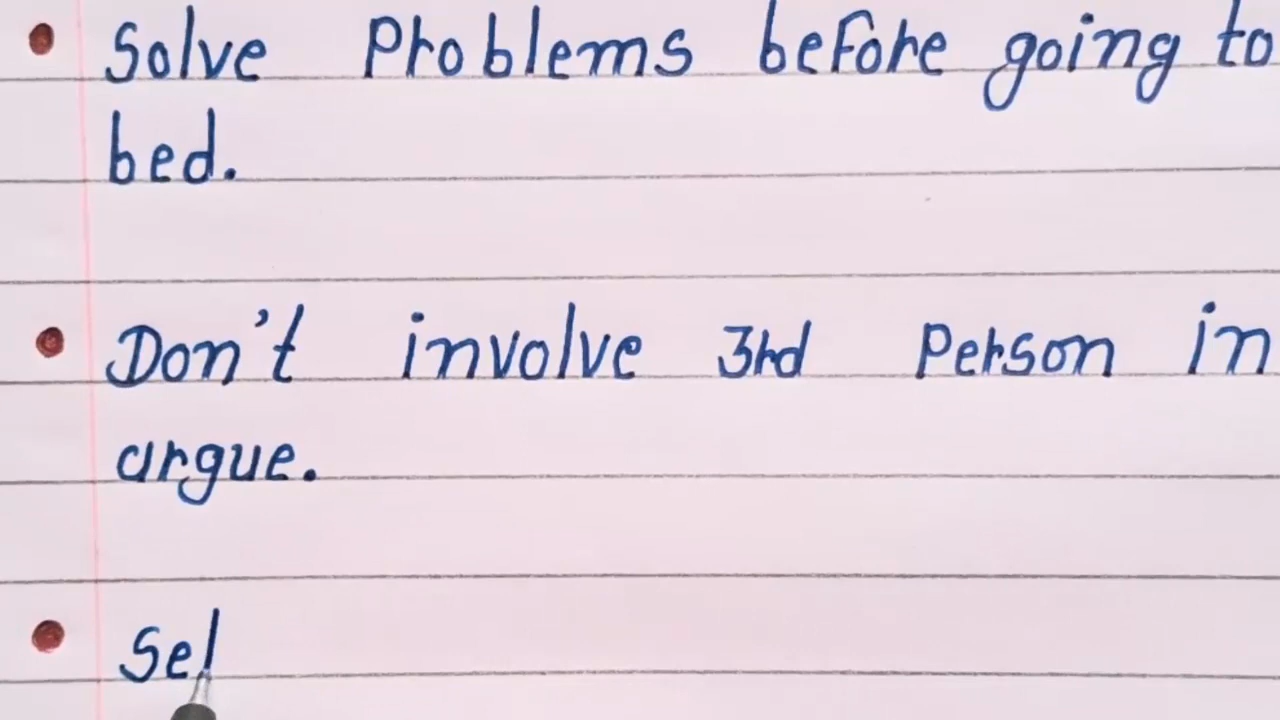 • Solve Problems before going to
bed.
• Don't involve 3rd Person in
argue.
• Sel